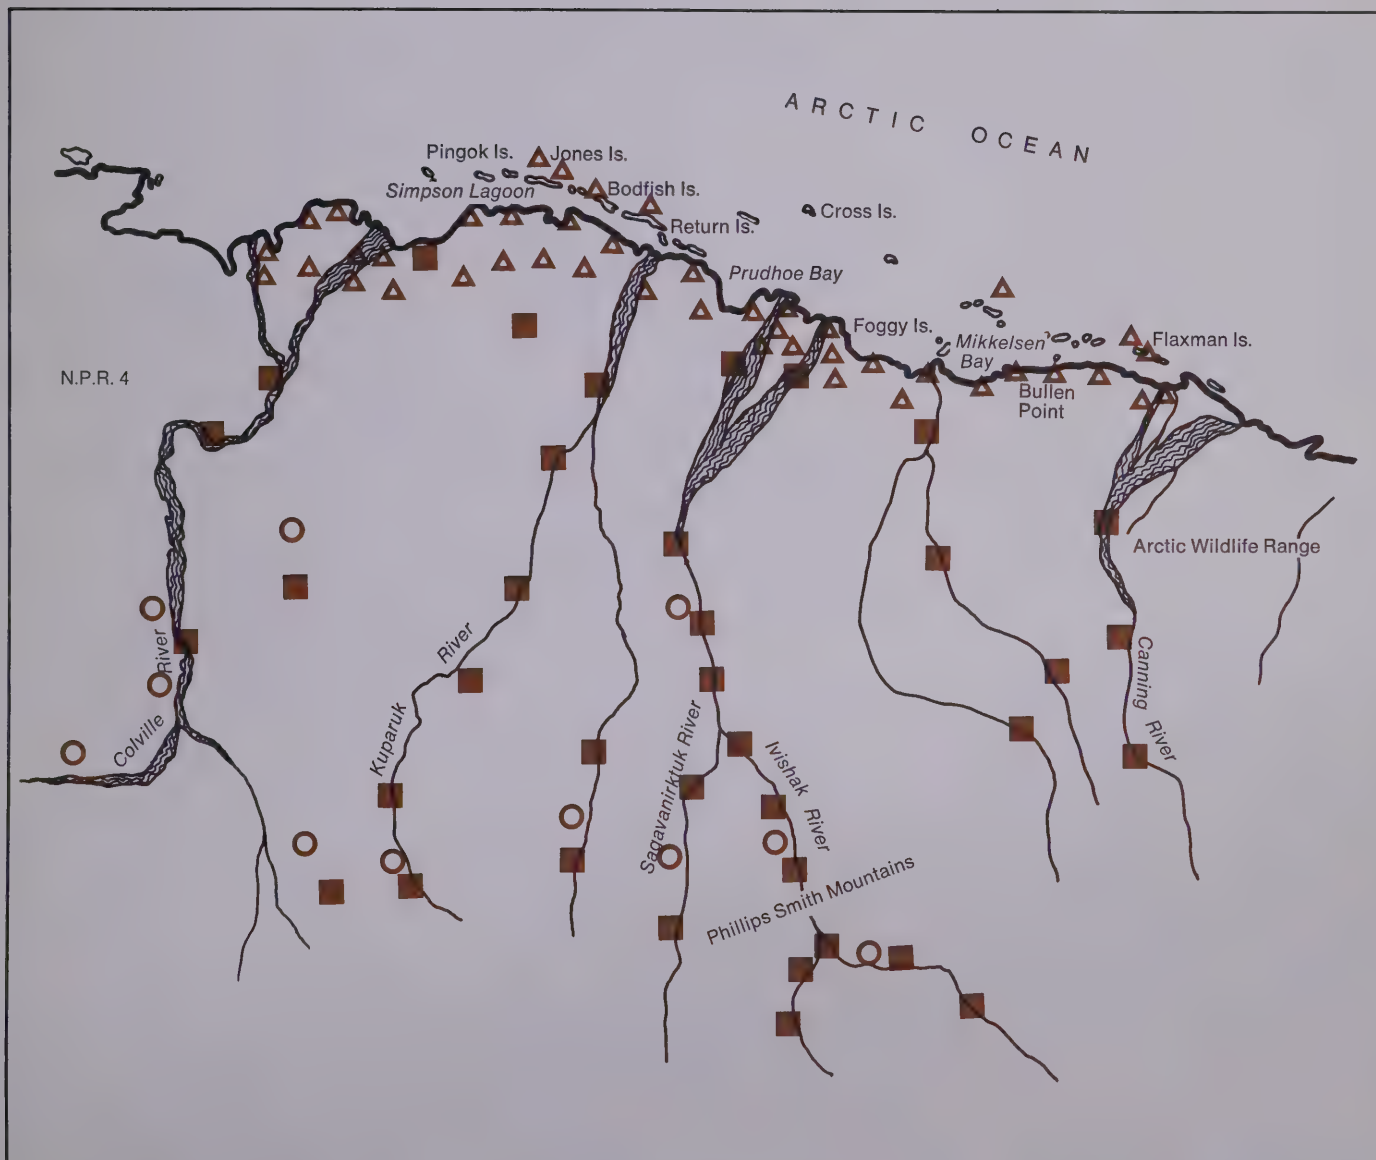 ARCTIC OCEAN
Pingok Is.
Jones Is.
Simpson Lagoon
Bodfish Is.
Return Is.
Cross Is.
Prudhoe Bay
Foggy Is.
Mikkelsen
Bay
Flaxman Is.
N.P.R. 4
Bullen
Point
Arctic Wildlife Range
Colville River
Kuparuk River
Sagavanirktuk River
Ivishak River
Canning River
Phillips Smith Mountains